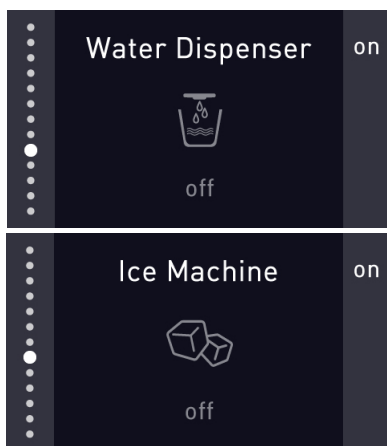 Water Dispenser
on
off
Ice Machine
on
off